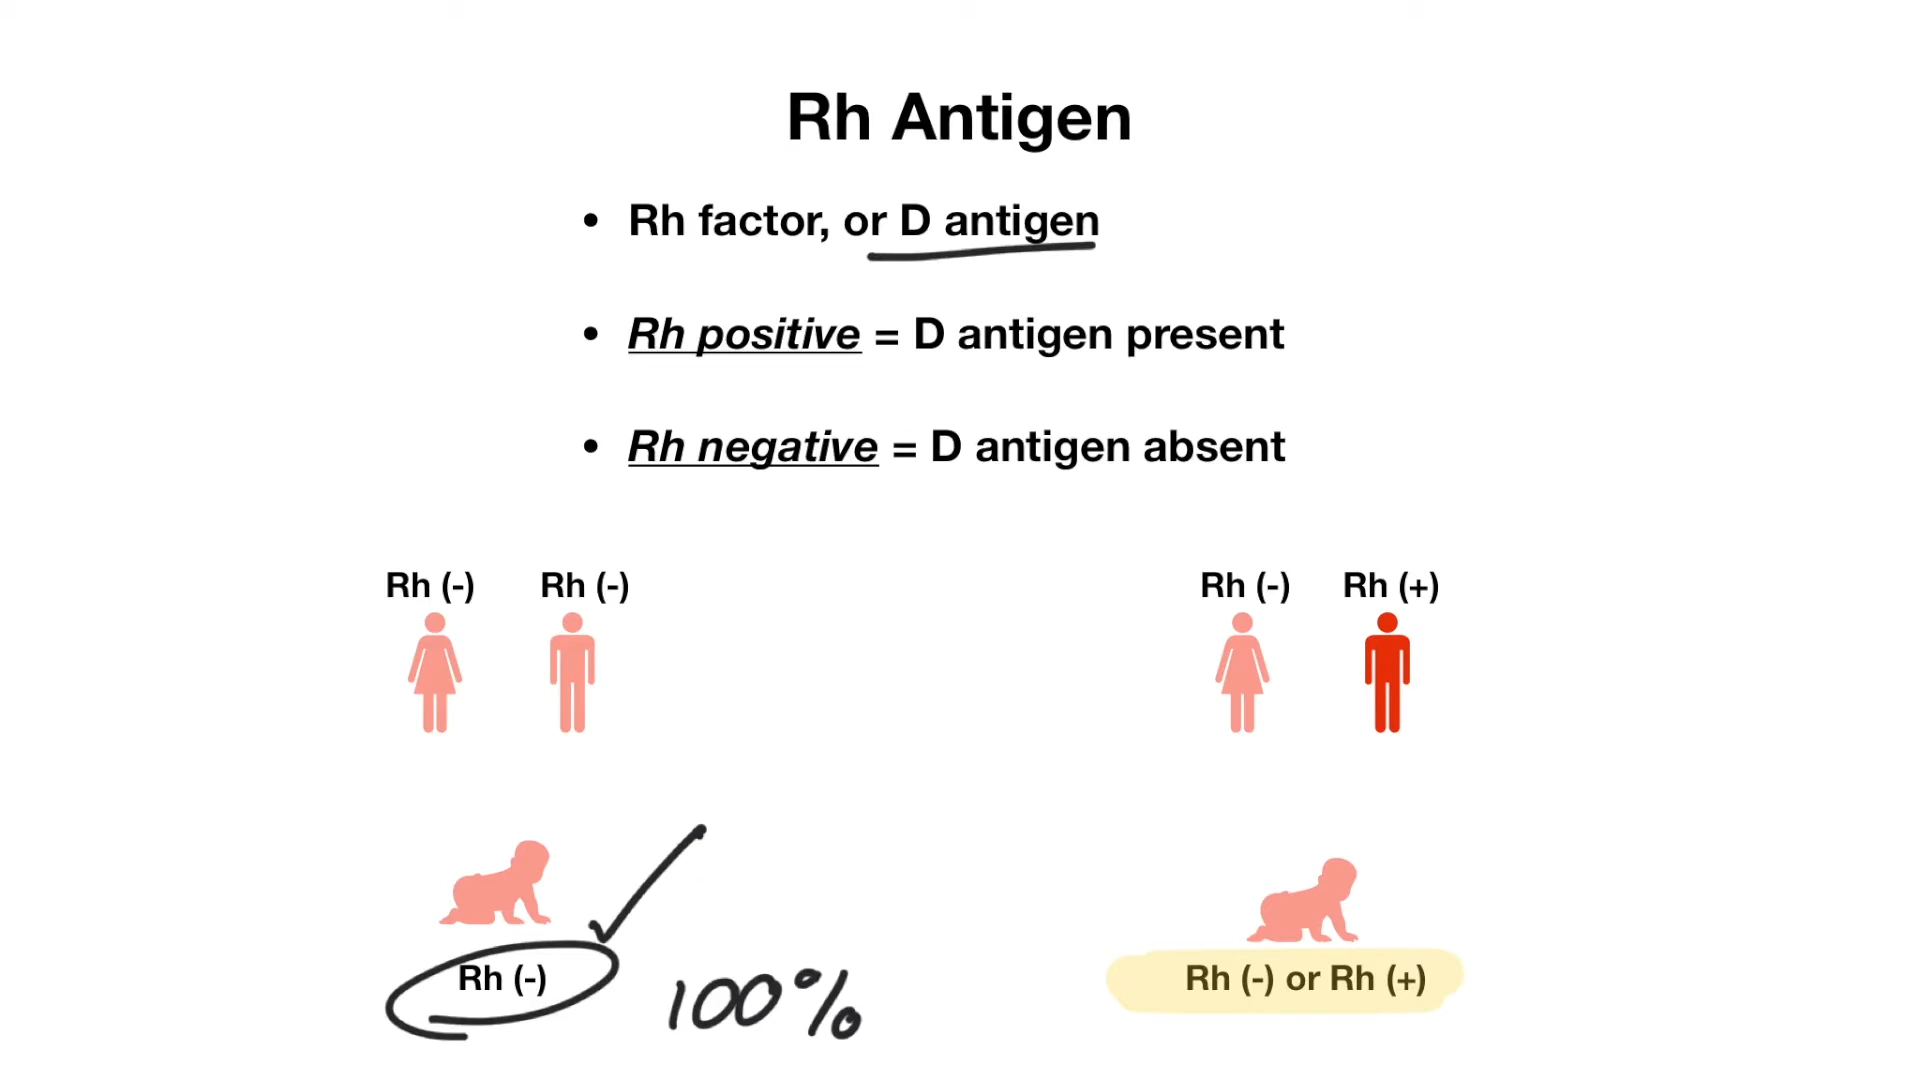 Rh Antigen
• Rh factor, or D antigen
• Rh positive = D antigen present
• Rh negative = D antigen absent
Rh (-) Rh (-)
Rh (-) Rh (+)
Rh (-)
100%
Rh (-) or Rh (+)